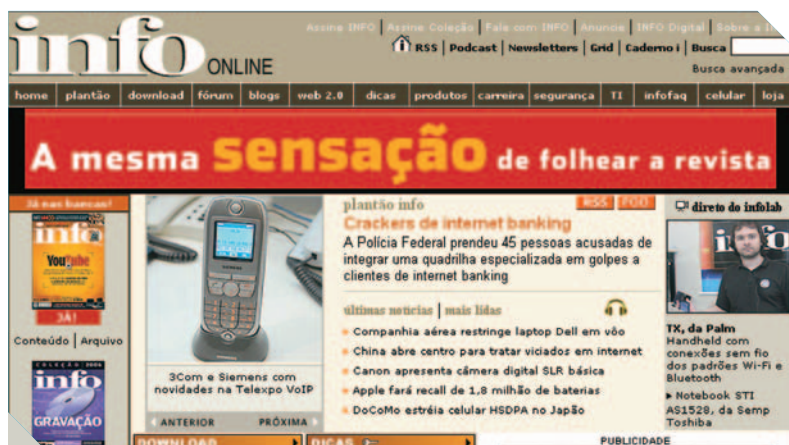 Assine INFO | Assine Coleção | Fale com INFO | Anuncie | INFO Digital | Sobre a
info ONLINE
RSS | Podcast | Newsletters | Grid | Caderno i | Busca
Busca avançada
home plantão download fórum blogs web 2.0 dicas produtos carreira segurança TI infofaq celular loja
A mesma sensação de folhear a revista
Já nas bancas!
info
YouTube
JÁ!
Conteúdo | Arquivo
COLEÇÃO 2006
info
GRAVAÇÃO
SIEMENS
3Com e Siemens com
novidades na Telexpo VoIP
ANTERIOR PRÓXIMA
plantão info
RSS POD
Crackers de internet banking
A Polícia Federal prendeu 45 pessoas acusadas de
integrar uma quadrilha especializada em golpes a
clientes de internet banking
últimas notícias | mais lidas
Companhia aérea restringe laptop Dell em vôo
China abre centro para tratar viciados em internet
Canon apresenta câmera digital SLR básica
Apple fará recall de 1,8 milhão de baterias
DoCoMo estréia celular HSDPA no Japão
direto do infolab
TX, da Palm
Handheld com
conexões sem fio
dos padrões Wi-Fi e
Bluetooth
Notebook STI
AS1528, da Semp
Toshiba
DOWNLOAD
DICAS
PUBLICIDADE